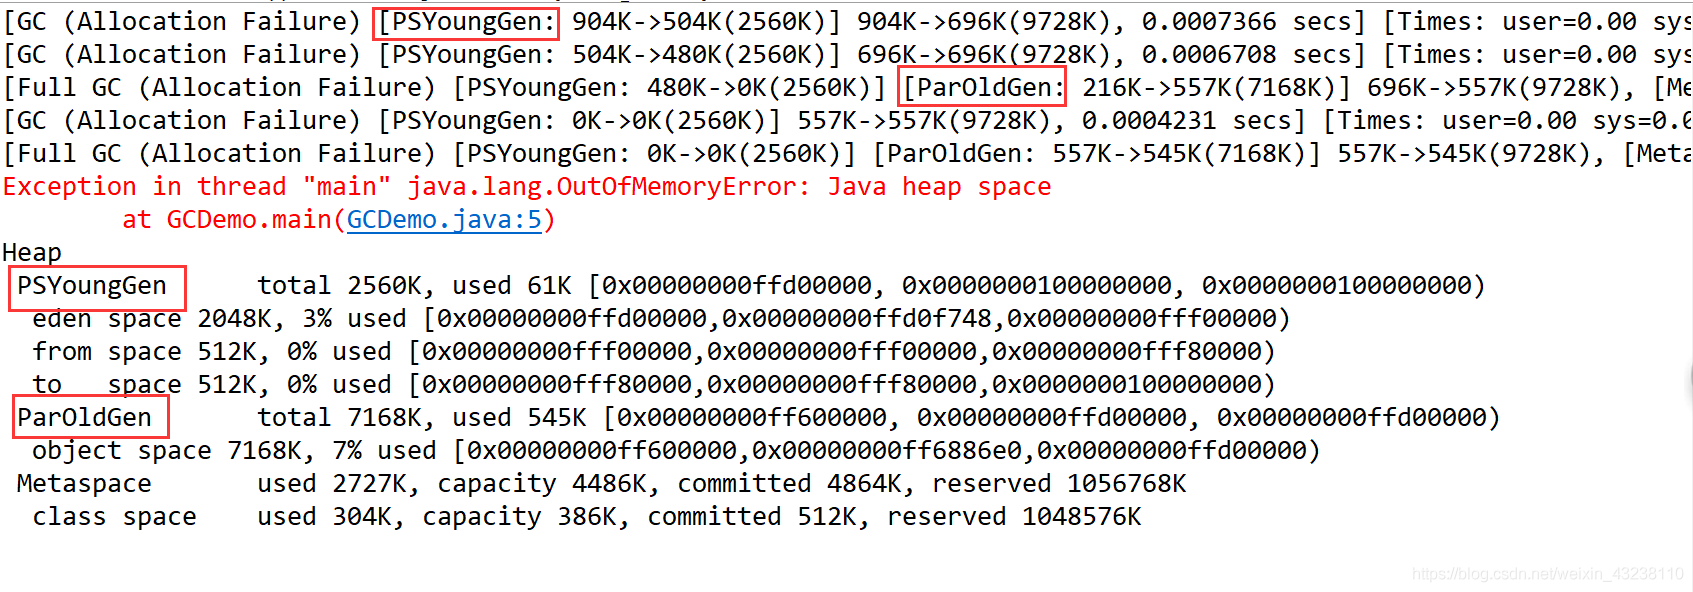 [GC (Allocation Failure) [PSYoungGen: 904K->504K(2560K)] 904K->696K(9728K), 0.0007366 secs] [Times: user=0.00 sys
[GC (Allocation Failure) [PSYoungGen: 504K->480K(2560K)] 696K->696K(9728K), 0.0006708 secs] [Times: user=0.00 sys
[Full GC (Allocation Failure) [PSYoungGen: 480K->0K(2560K)] [ParOldGen: 216K->557K(7168K)] 696K->557K(9728K), [Me
[GC (Allocation Failure) [PSYoungGen: 0K->0K(2560K)] 557K->557K(9728K), 0.0004231 secs] [Times: user=0.00 sys=0.0
[Full GC (Allocation Failure) [PSYoungGen: 0K->0K(2560K)] [ParOldGen: 557K->545K(7168K)] 557K->545K(9728K), [Meta
Exception in thread "main" java.lang.OutOfMemoryError: Java heap space
at GCDemo.main(GCDemo.java:5)
Heap
PSYoungGen total 2560K, used 61K [0x00000000ffd00000, 0x0000000100000000, 0x0000000100000000)
eden space 2048K, 3% used [0x00000000ffd00000,0x00000000ffd0f748,0x00000000fff00000)
from space 512K, 0% used [0x00000000fff00000,0x00000000fff00000,0x00000000fff80000)
to space 512K, 0% used [0x00000000fff80000,0x00000000fff80000,0x0000000100000000)
ParOldGen total 7168K, used 545K [0x00000000ff600000, 0x00000000ffd00000, 0x00000000ffd00000)
object space 7168K, 7% used [0x00000000ff600000,0x00000000ff6886e0,0x00000000ffd00000)
Metaspace used 2727K, capacity 4486K, committed 4864K, reserved 1056768K
class space used 304K, capacity 386K, committed 512K, reserved 1048576K
https://blog.csdn.net/weixin_43238110